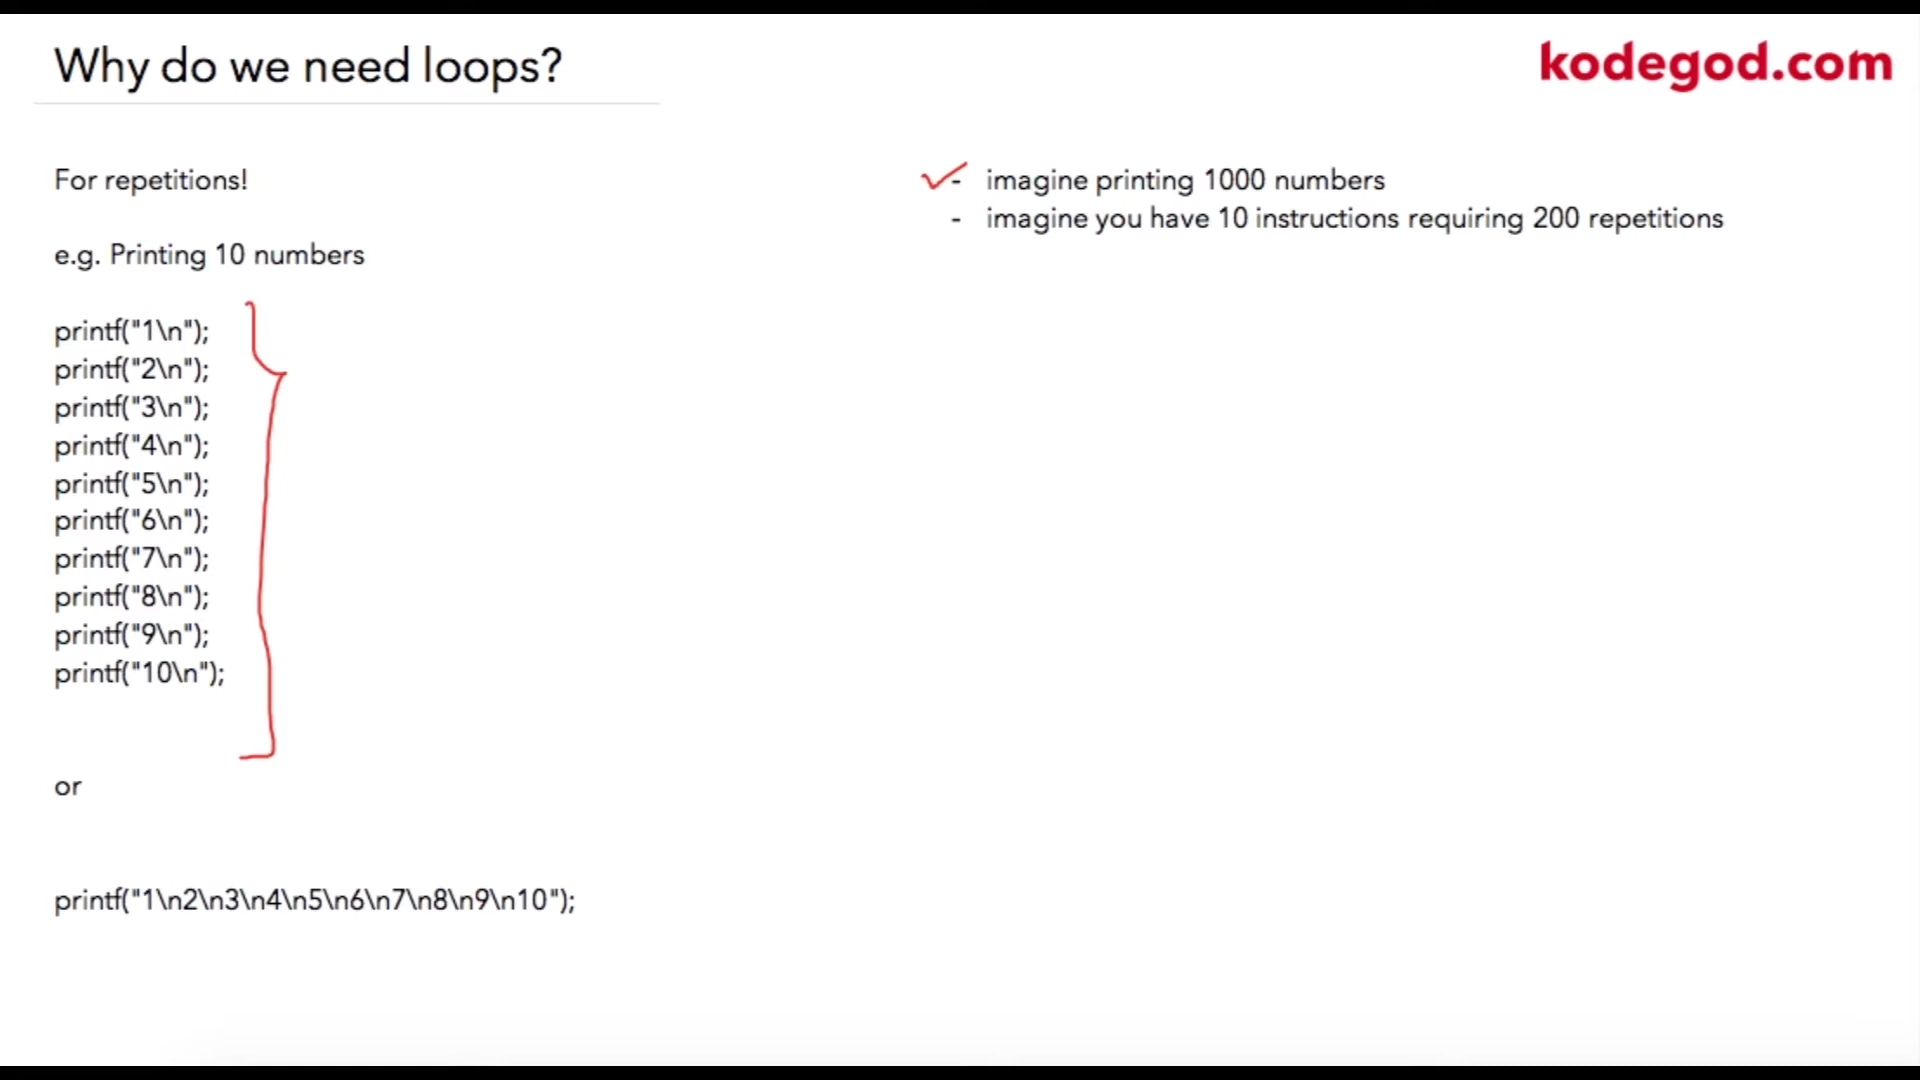 Why do we need loops?
kodegod.com
For repetitions!
e.g. Printing 10 numbers
printf("1\n");
printf("2\n");
printf("3\n");
printf("4\n");
printf("5\n");
printf("6\n");
printf("7\n");
printf("8\n");
printf("9\n");
printf("10\n");
or
printf("1\n2\n3\n4\n5\n6\n7\n8\n9\n10");
- imagine printing 1000 numbers
- imagine you have 10 instructions requiring 200 repetitions